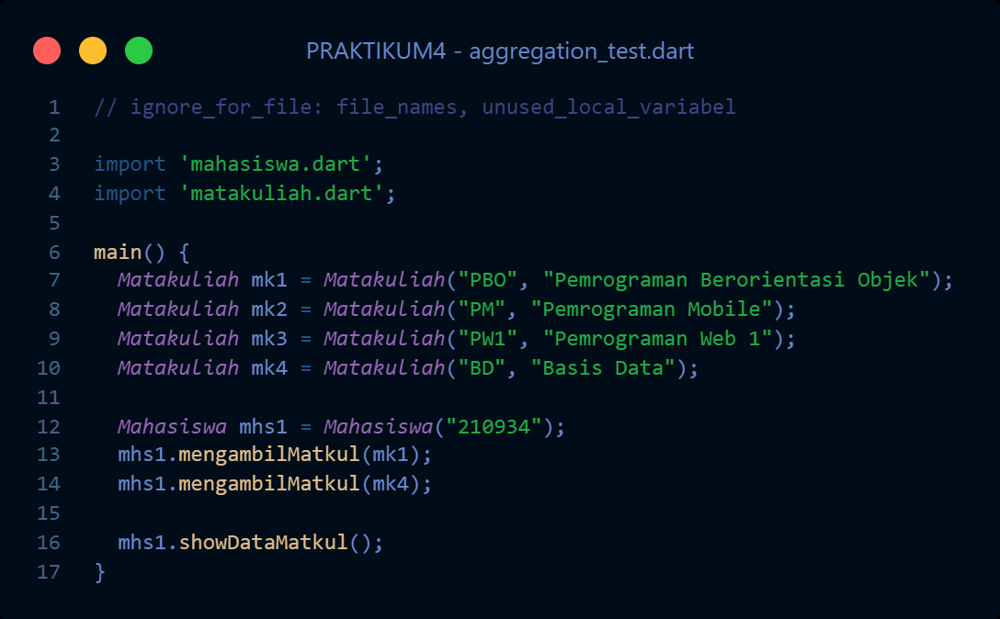 PRAKTIKUM4 - aggregation_test.dart
1 // ignore_for_file: file_names, unused_local_variabel
2
3 import 'mahasiswa.dart';
4 import 'matakuliah.dart';
5
6 main() {
7   Matakuliah mk1 = Matakuliah("PBO", "Pemrograman Berorientasi Objek");
8   Matakuliah mk2 = Matakuliah("PM", "Pemrograman Mobile");
9   Matakuliah mk3 = Matakuliah("PW1", "Pemrograman Web 1");
10   Matakuliah mk4 = Matakuliah("BD", "Basis Data");
11
12   Mahasiswa mhs1 = Mahasiswa("210934");
13   mhs1.mengambilMatkul(mk1);
14   mhs1.mengambilMatkul(mk4);
15
16   mhs1.showDataMatkul();
17 }